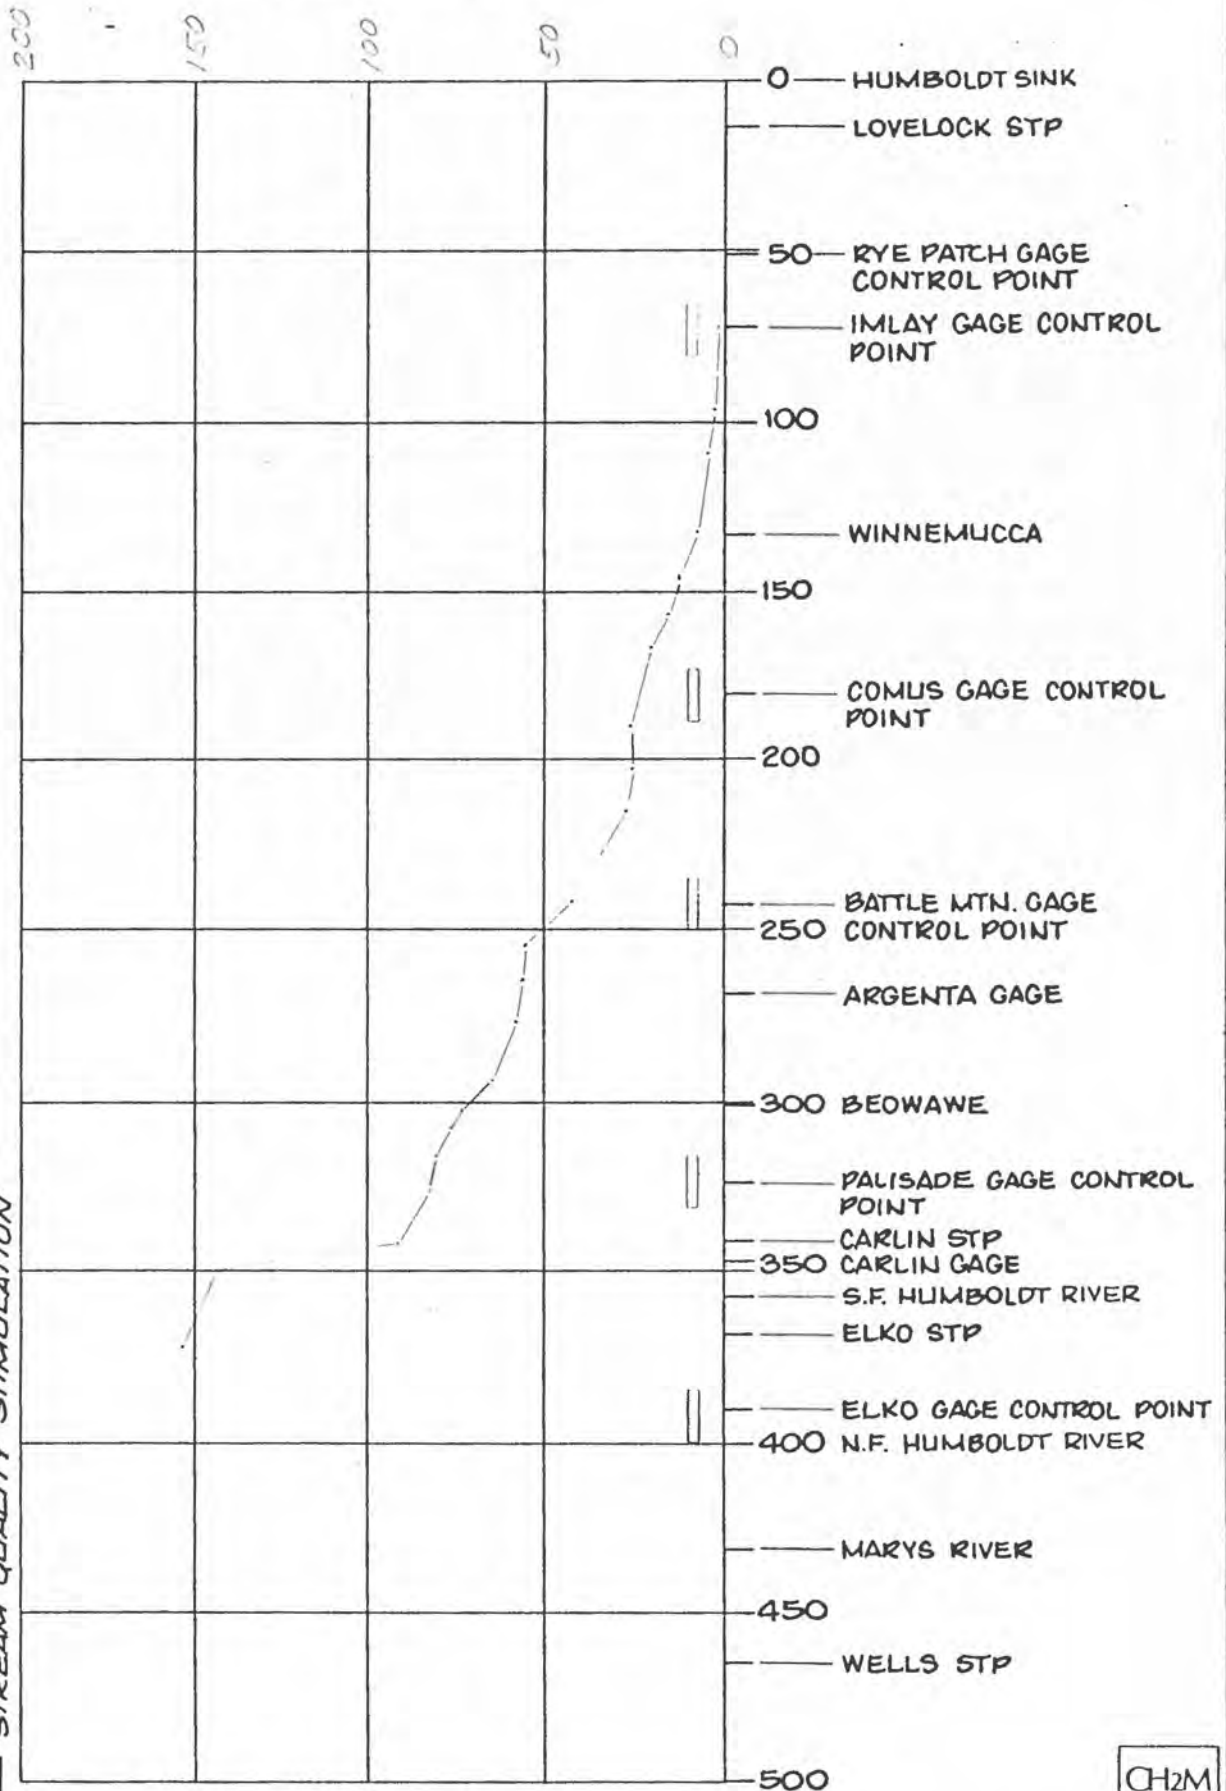 200
150
100
50
0
0 HUMBOLDT SINK
LOVELOCK STP
50 RYE PATCH GAGE
CONTROL POINT
IMLAY GAGE CONTROL
POINT
100
WINNEMUCCA
150
COMUS GAGE CONTROL
POINT
200
BATTLE MTN. GAGE
250 CONTROL POINT
ARGENTA GAGE
300 BEOWAWE
PALISADE GAGE CONTROL
POINT
CARLIN STP
350 CARLIN GAGE
S.F. HUMBOLDT RIVER
ELKO STP
ELKO GAGE CONTROL POINT
400 N.F. HUMBOLDT RIVER
MARYS RIVER
450
WELLS STP
500
STREAM QUALITY SIMULATION
CH2M